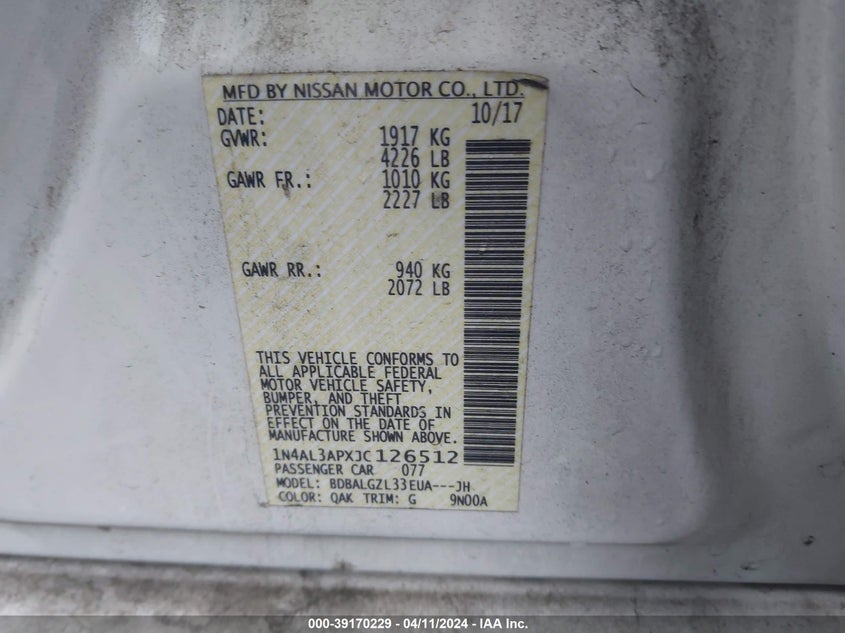 MFD BY NISSAN MOTOR CO., LTD.
DATE: 10/17
GVWR: 1917 KG
4226 LB
GAWR FR.: 1010 KG
2227 LB
GAWR RR.: 940 KG
2072 LB
THIS VEHICLE CONFORMS TO
ALL APPLICABLE FEDERAL
MOTOR VEHICLE SAFETY,
BUMPER, AND THEFT
PREVENTION STANDARDS IN
EFFECT ON THE DATE OF
MANUFACTURE SHOWN ABOVE.
1N4AL3APXJC126512
PASSENGER CAR 077
MODEL: BDBALGZL33EUA---JH
COLOR: QAK TRIM: G 9N00A
000-39170229 - 04/11/2024 - IAA Inc.